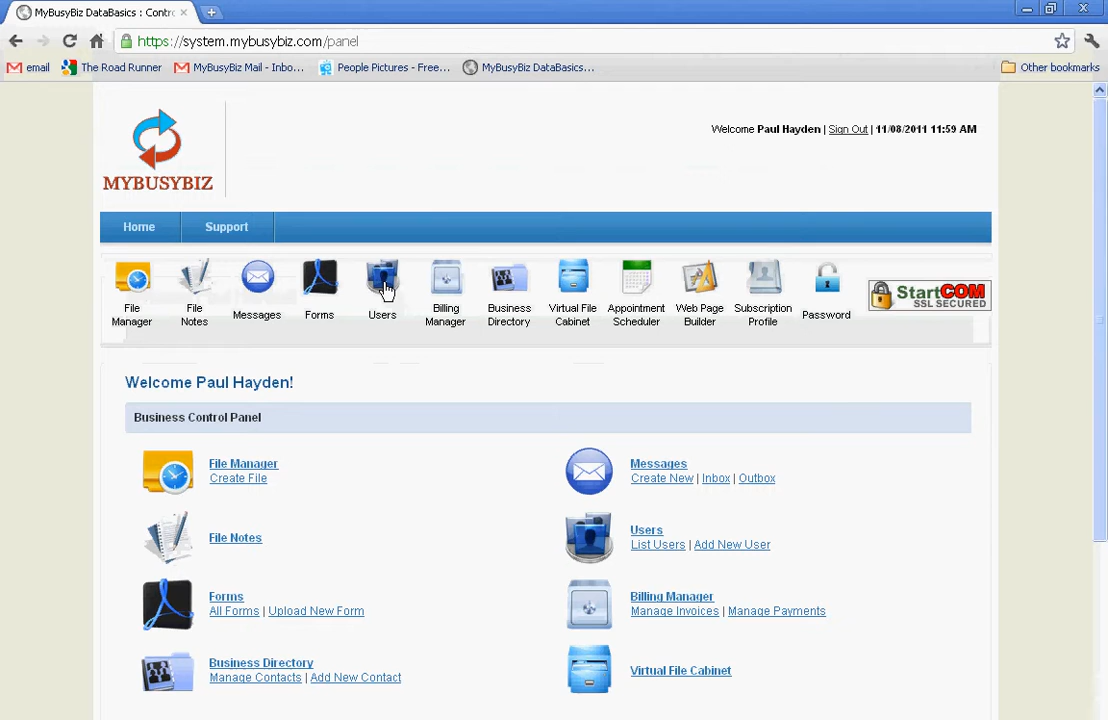 MyBusyBiz DataBasics : Contro
https://system.mybusybiz.com/panel
email
The Road Runner
MyBusyBiz Mail - Inbo...
People Pictures - Free...
MyBusyBiz DataBasics...
Other bookmarks
Welcome Paul Hayden | Sign Out | 11/08/2011 11:59 AM
MYBUSYBIZ
Home
Support
File Manager
File Notes
Messages
Forms
Users
Billing Manager
Business Directory
Virtual File Cabinet
Appointment Scheduler
Web Page Builder
Subscription Profile
Password
StartCOM
SSL SECURED
Welcome Paul Hayden!
Business Control Panel
File Manager
Create File
Messages
Create New | Inbox | Outbox
File Notes
Users
List Users | Add New User
Forms
All Forms | Upload New Form
Billing Manager
Manage Invoices | Manage Payments
Business Directory
Manage Contacts | Add New Contact
Virtual File Cabinet